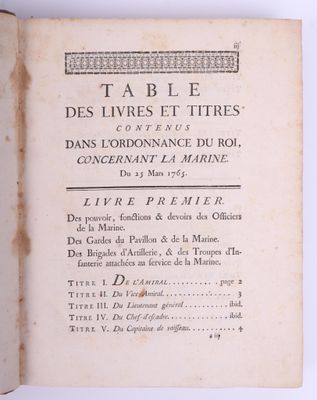 iij
TABLE
DES LIVRES ET TITRES
CONTENUS
DANS L'ORDONNANCE DU ROI,
CONCERNANT LA MARINE.
Du 25 Mars 1765.
LIVRE PREMIER.
Des pouvoir, fonctions & devoirs des Officiers
de la Marine.
Des Gardes du Pavillon & de la Marine.
Des Brigades d'Artillerie, & des Troupes d'In-
fanterie attachées au service de la Marine.
TITRE I. DE L'AMIRAL............page 2
TITRE II. Du Vice-Amiral............3
TITRE III. Du Lieutenant général............ibid.
TITRE IV. Du Chef-d'escadre............ibid.
TITRE V. Du Capitaine de vaisseau............4
a iij